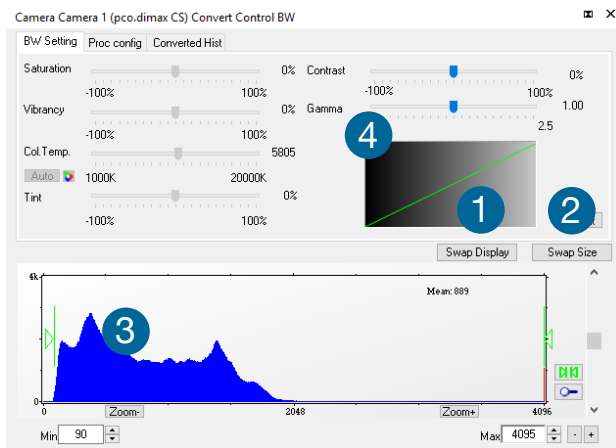 Camera Camera 1 (pco.dimax CS) Convert Control BW
BW Setting Proc config Converted Hist
Saturation 0% Contrast 0%
-100% 100% -100% 100%
Vibrancy 0% Gamma 1.00
-100% 100% 2.5
4
Col.Temp. 5805
Auto 1000K 20000K
Tint 0%
-100% 100%
1 2
Swap Display Swap Size
4k
Mean: 889
3
0
0 Zoom- 2048 Zoom+ 4096
Min 90 Max 4095 - +